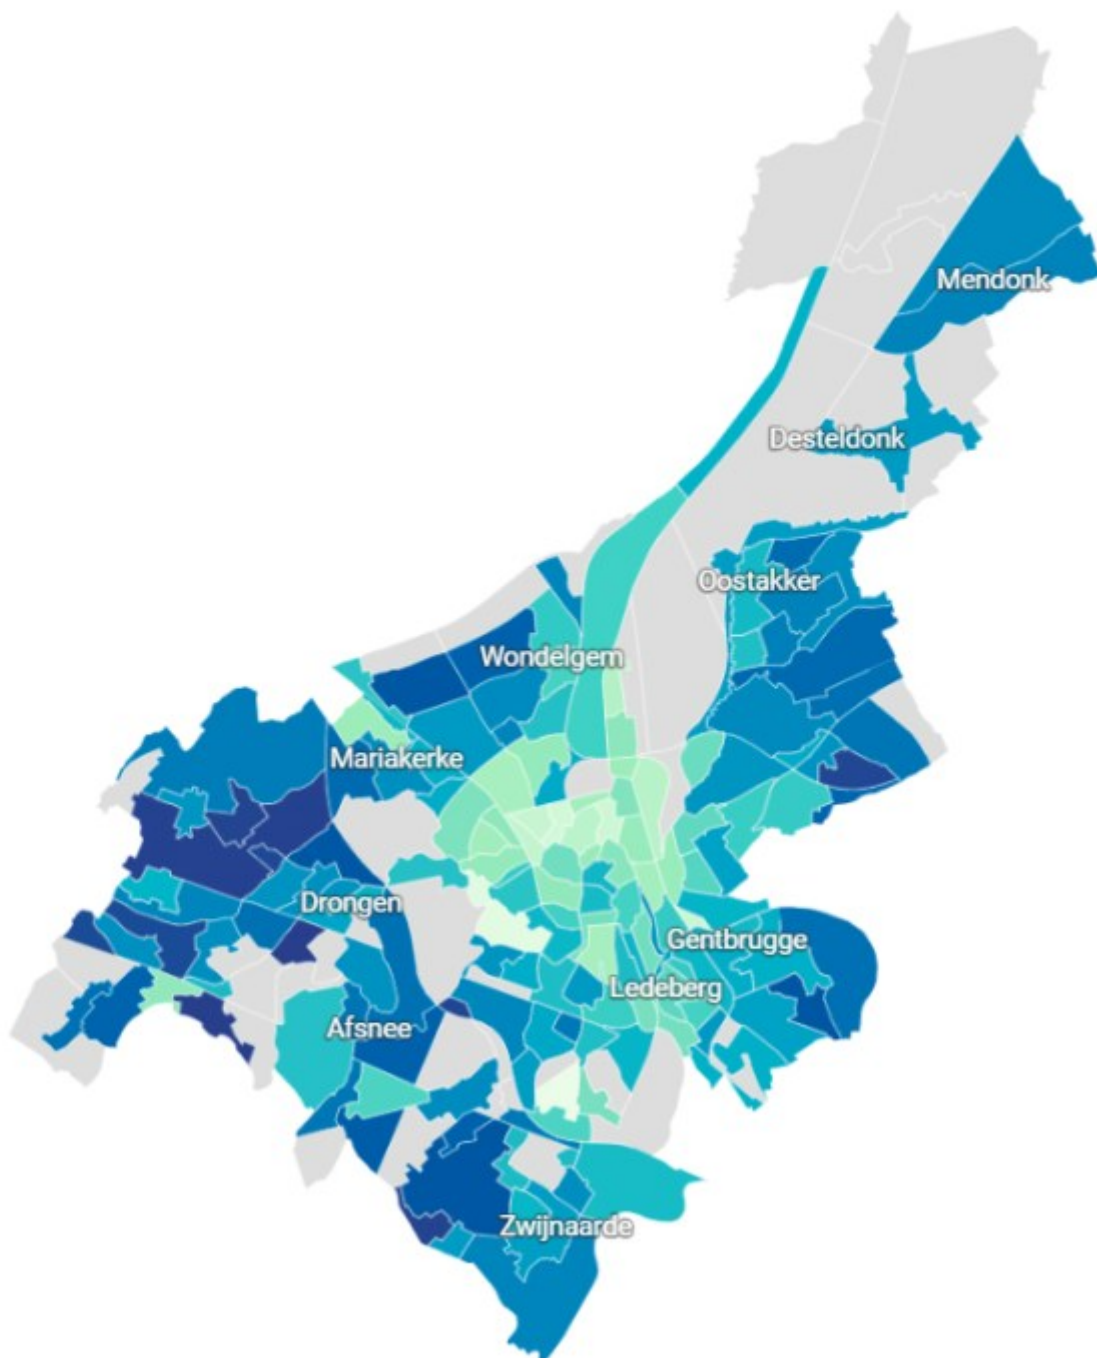 Mendonk
Desteldonk
Oostakker
Wondelgem
Mariakerke
Drongen
Gentbrugge
Ledeberg
Afsnee
Zwijnaarde